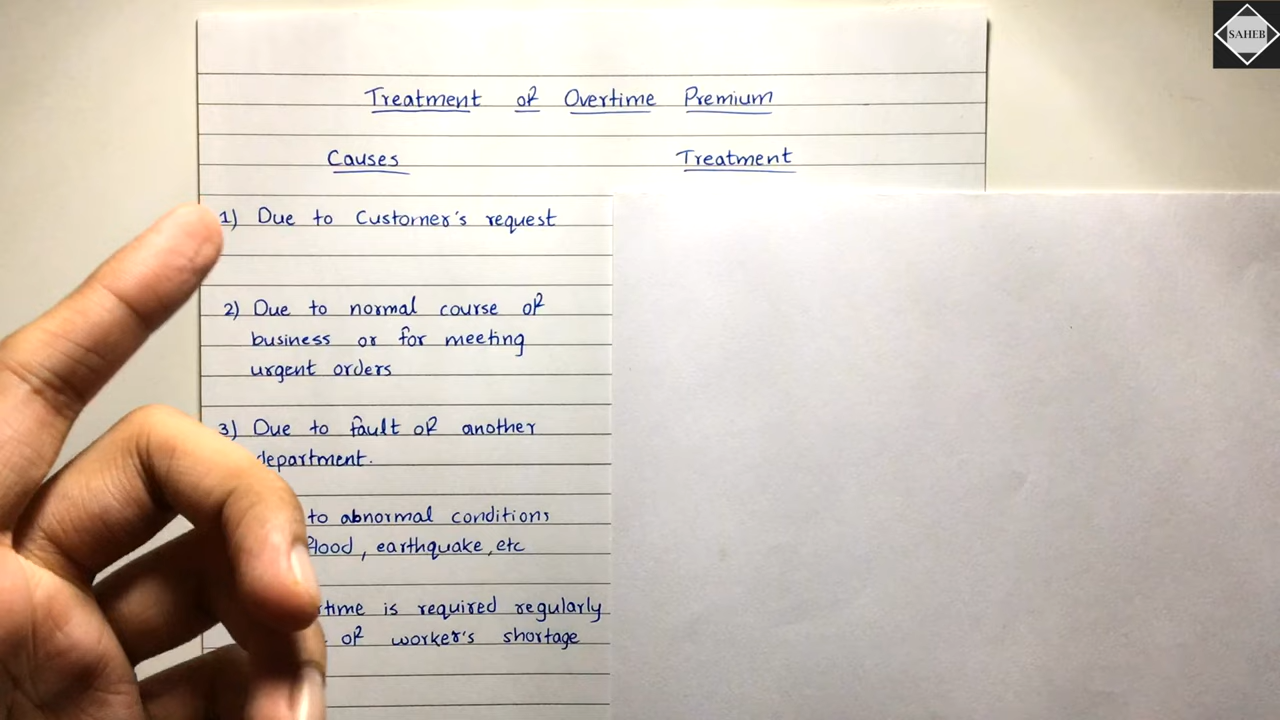 SAHEB
Treatment of Overtime Premium
Causes Treatment
1) Due to Customer's request
2) Due to normal course of
business or for meeting
urgent orders
3) Due to fault of another
department.
to abnormal conditions
flood, earthquake, etc
is required regularly
of worker's shortage